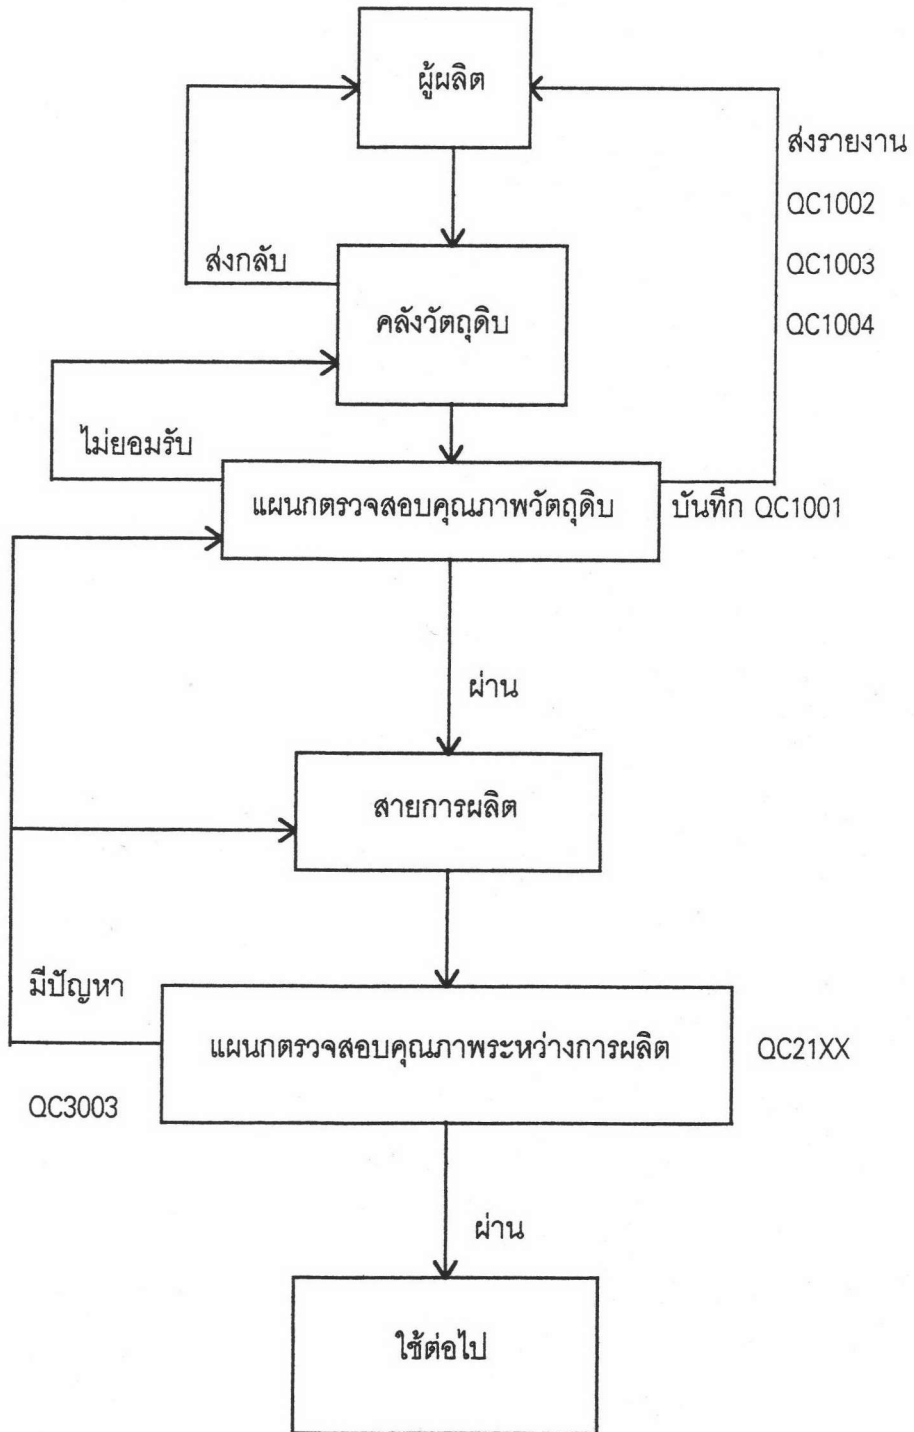 ผู้ผลิต
ส่งรายงาน
QC1002
ส่งกลับ
QC1003
คลังวัตถุดิบ
QC1004
ไม่ยอมรับ
แผนกตรวจสอบคุณภาพวัตถุดิบ
บันทึก QC1001
ผ่าน
สายการผลิต
มีปัญหา
แผนกตรวจสอบคุณภาพระหว่างการผลิต
QC21XX
QC3003
ผ่าน
ใช้ต่อไป